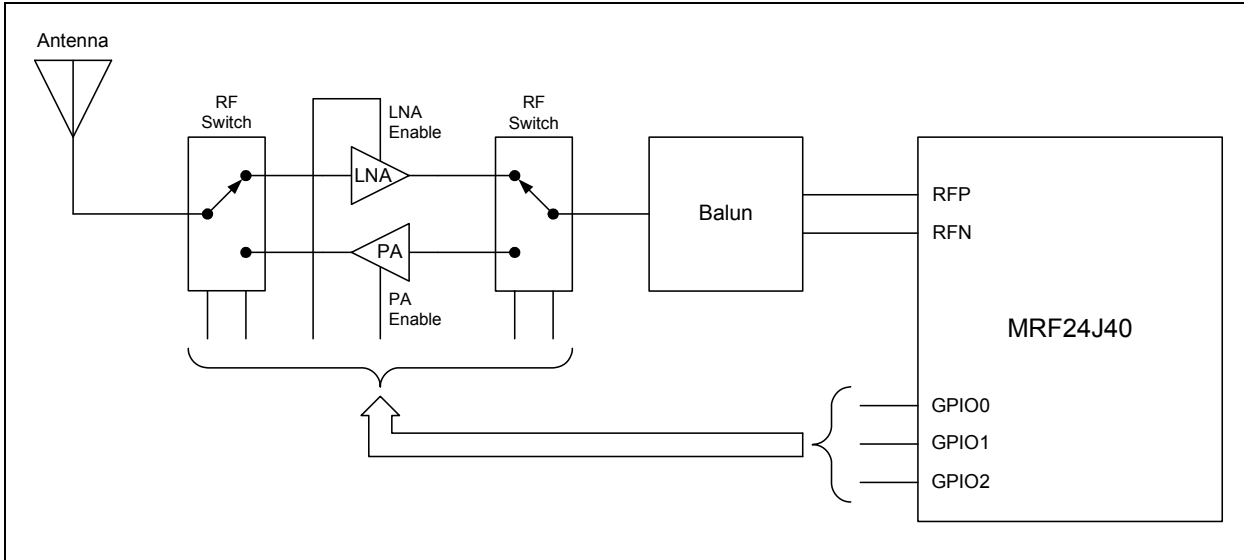 Antenna
RF
Switch
LNA
Enable
RF
Switch
LNA
PA
PA
Enable
Balun
RFP
RFN
MRF24J40
GPIO0
GPIO1
GPIO2